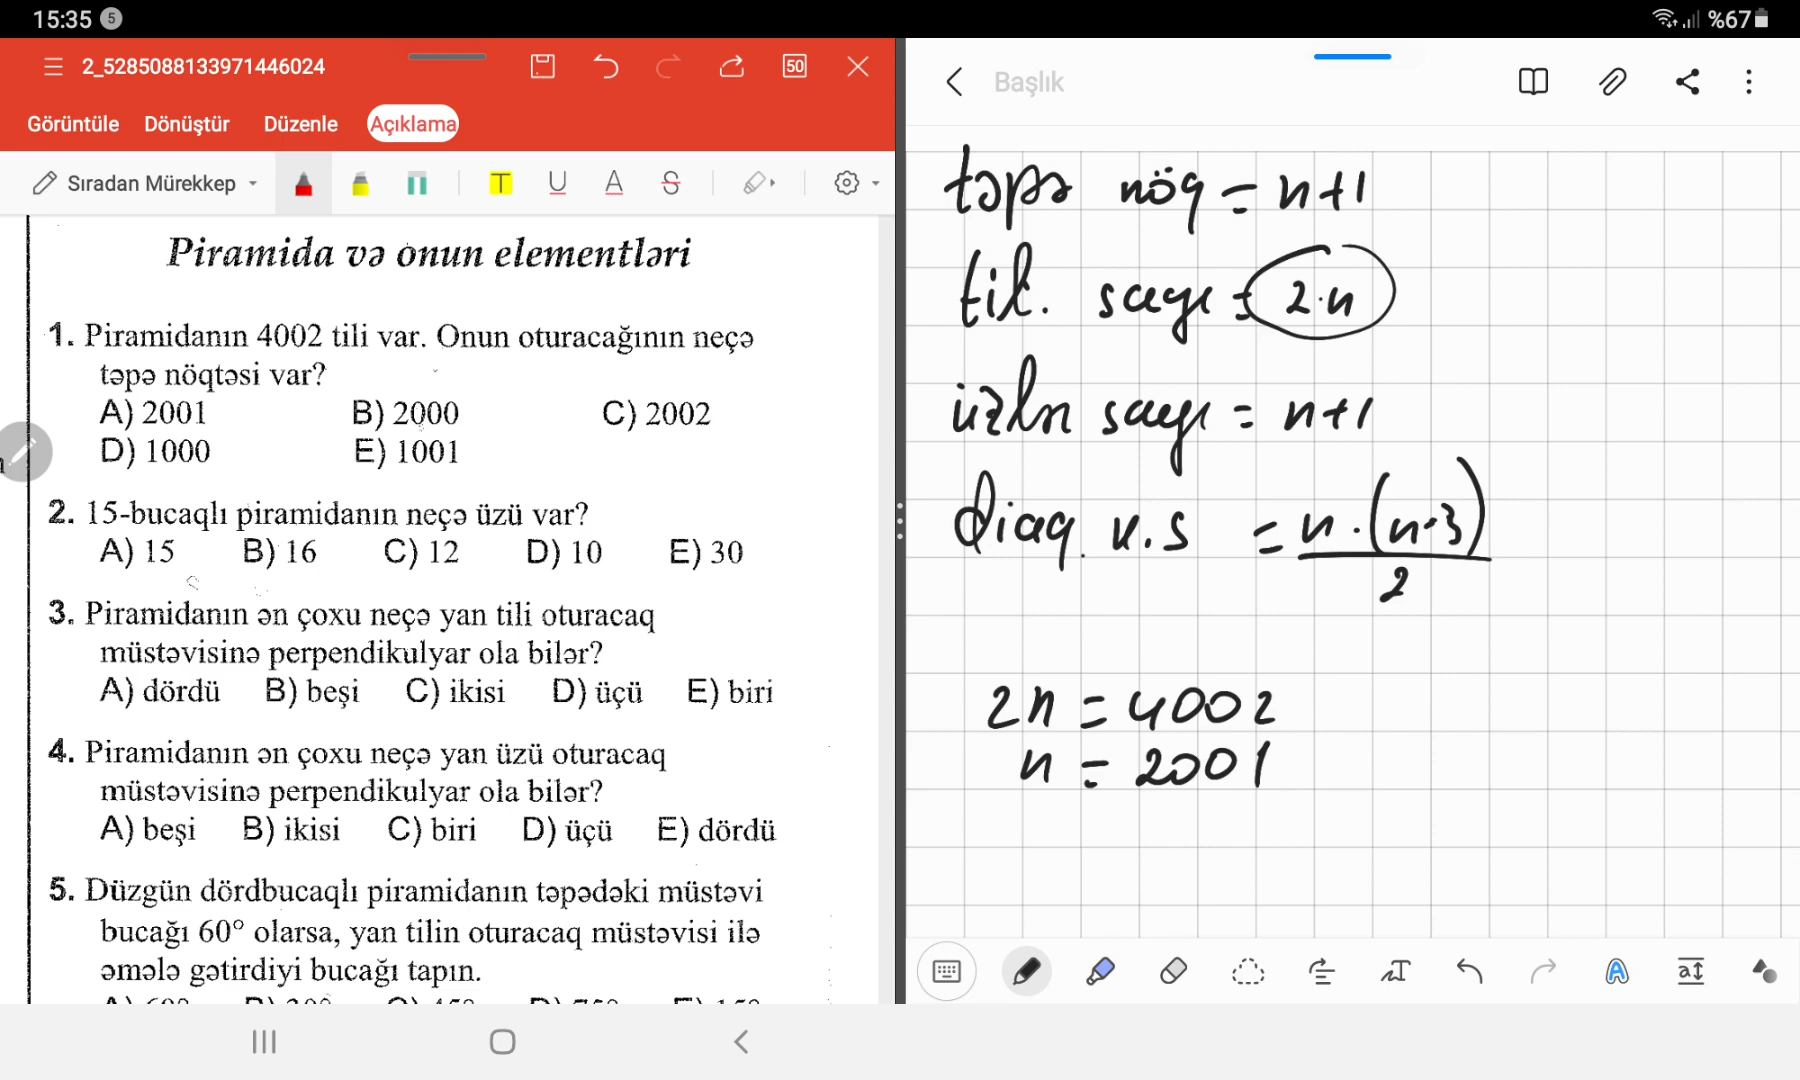 15:35 5
%67
2_5285088133971446024
50
Görüntüle Dönüştür Düzenle Açıklama
Sıradan Mürekkep
T U A S
Piramida və onun elementləri
1. Piramidanın 4002 tili var. Onun oturacağının neçə
təpə nöqtəsi var?
A) 2001 B) 2000 C) 2002
D) 1000 E) 1001
2. 15-bucaqlı piramidanın neçə üzü var?
A) 15 B) 16 C) 12 D) 10 E) 30
3. Piramidanın ən çoxu neçə yan tili oturacaq
müstəvisinə perpendikulyar ola bilər?
A) dördü B) beşi C) ikisi D) üçü E) biri
4. Piramidanın ən çoxu neçə yan üzü oturacaq
müstəvisinə perpendikulyar ola bilər?
A) beşi B) ikisi C) biri D) üçü E) dördü
5. Düzgün dördbucaqlı piramidanın təpədəki müstəvi
bucağı 60° olarsa, yan tilin oturacaq müstəvisi ilə
əmələ gətirdiyi bucağı tapın.
Başlık
təpə nöq = n+1
til. sayı = 2·n
üzln sayı = n+1
diaq. k.s = n·(n-3)
2
2n = 4002
n = 2001